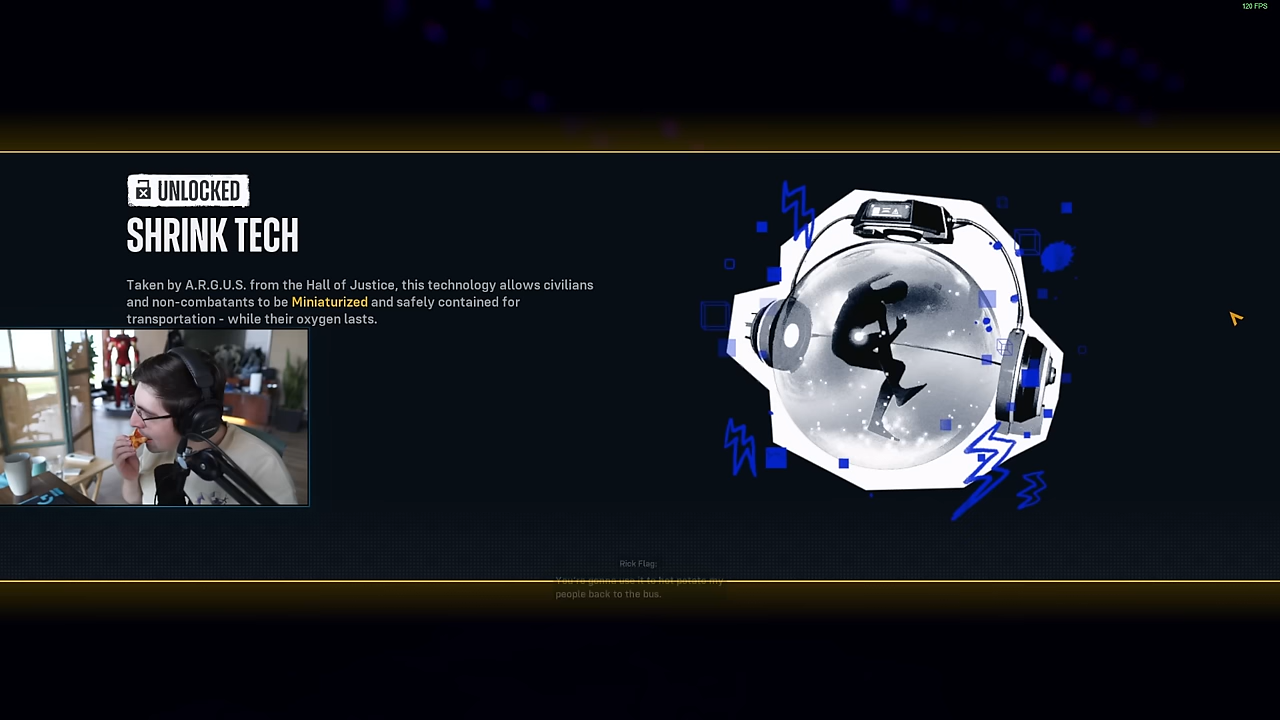 120 FPS
UNLOCKED
SHRINK TECH
Taken by A.R.G.U.S. from the Hall of Justice, this technology allows civilians
and non-combatants to be Miniaturized and safely contained for
transportation - while their oxygen lasts.
Rick Flag:
You're gonna use it to hot potato my
people back to the bus.